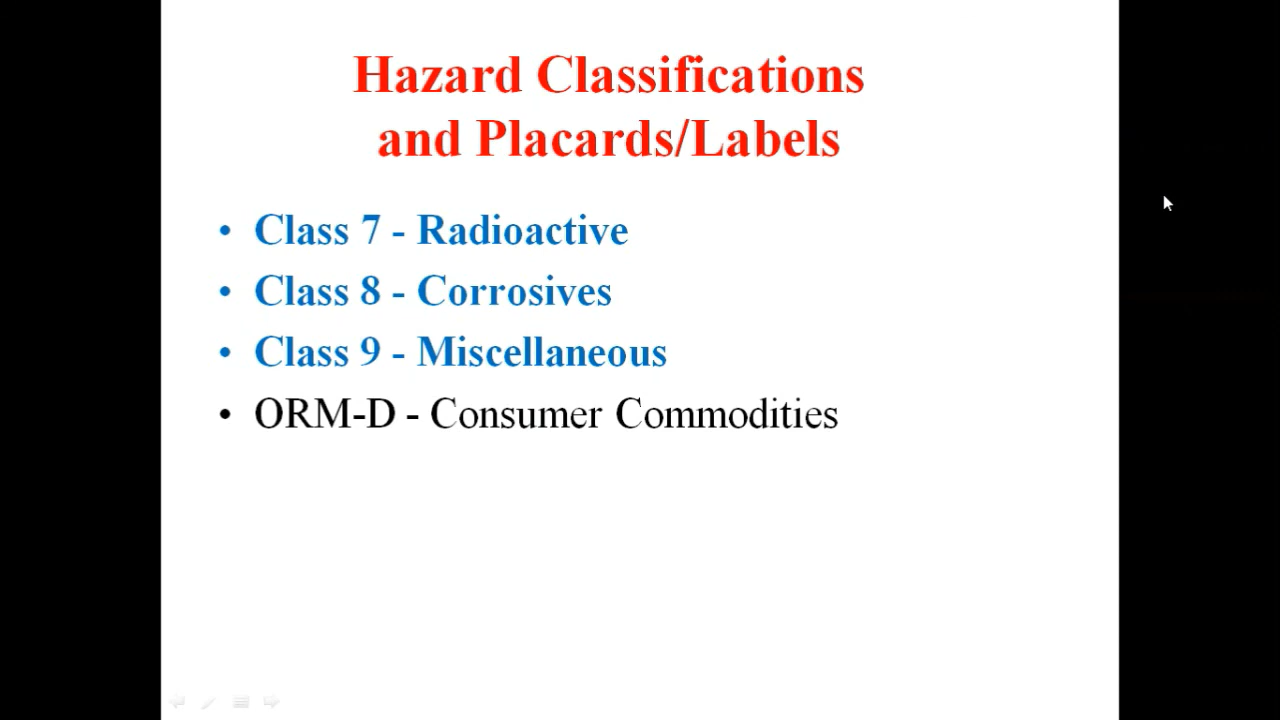 Hazard Classifications
and Placards/Labels
• Class 7 - Radioactive
• Class 8 - Corrosives
• Class 9 - Miscellaneous
• ORM-D - Consumer Commodities